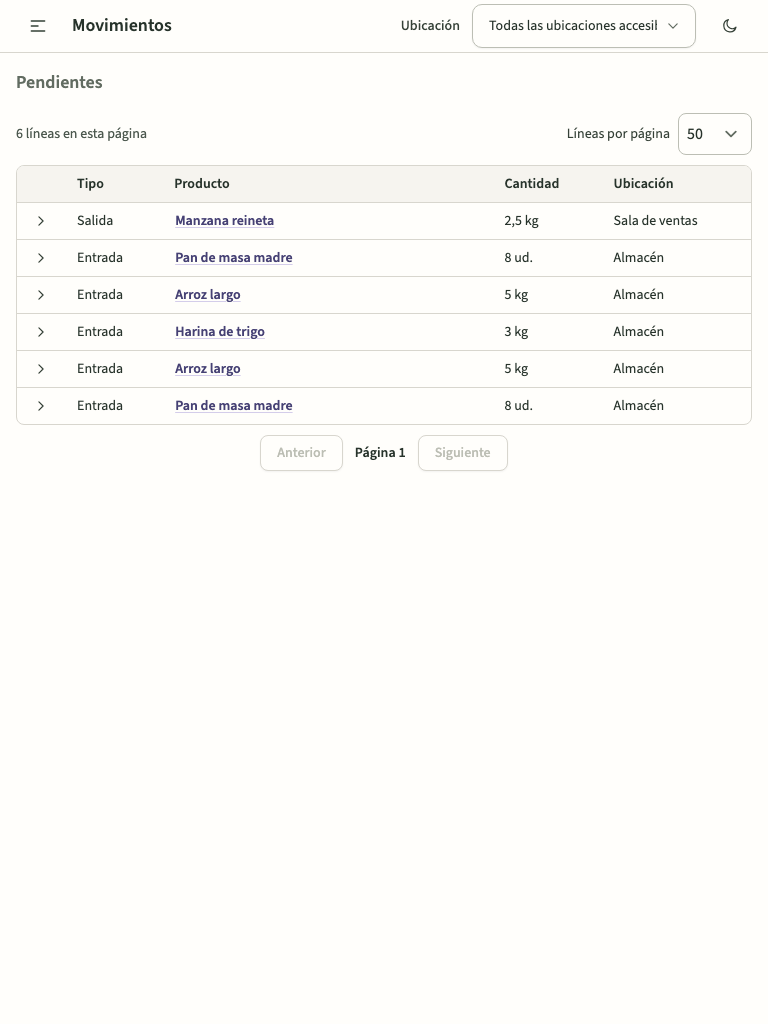 Movimientos
Ubicación
Todas las ubicaciones accesil
Pendientes
6 líneas en esta página
Líneas por página
50
Tipo Producto Cantidad Ubicación
Salida Manzana reineta 2,5 kg Sala de ventas
Entrada Pan de masa madre 8 ud. Almacén
Entrada Arroz largo 5 kg Almacén
Entrada Harina de trigo 3 kg Almacén
Entrada Arroz largo 5 kg Almacén
Entrada Pan de masa madre 8 ud. Almacén
Anterior Página 1 Siguiente